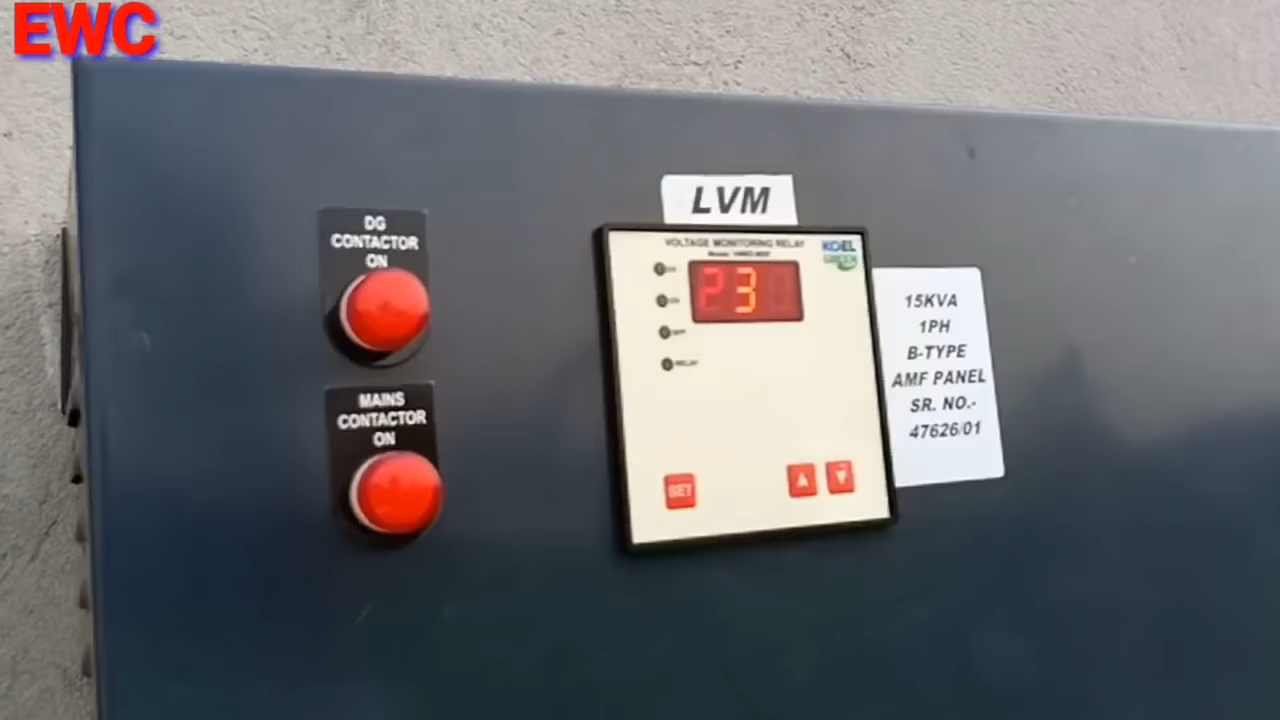 EWC
DG
CONTACTOR
ON
MAINS
CONTACTOR
ON
LVM
VOLTAGE MONITORING RELAY
KOEL
GREEN
23
RELAY
SET
15KVA
1PH
B-TYPE
AMF PANEL
SR. NO.-
47626/01